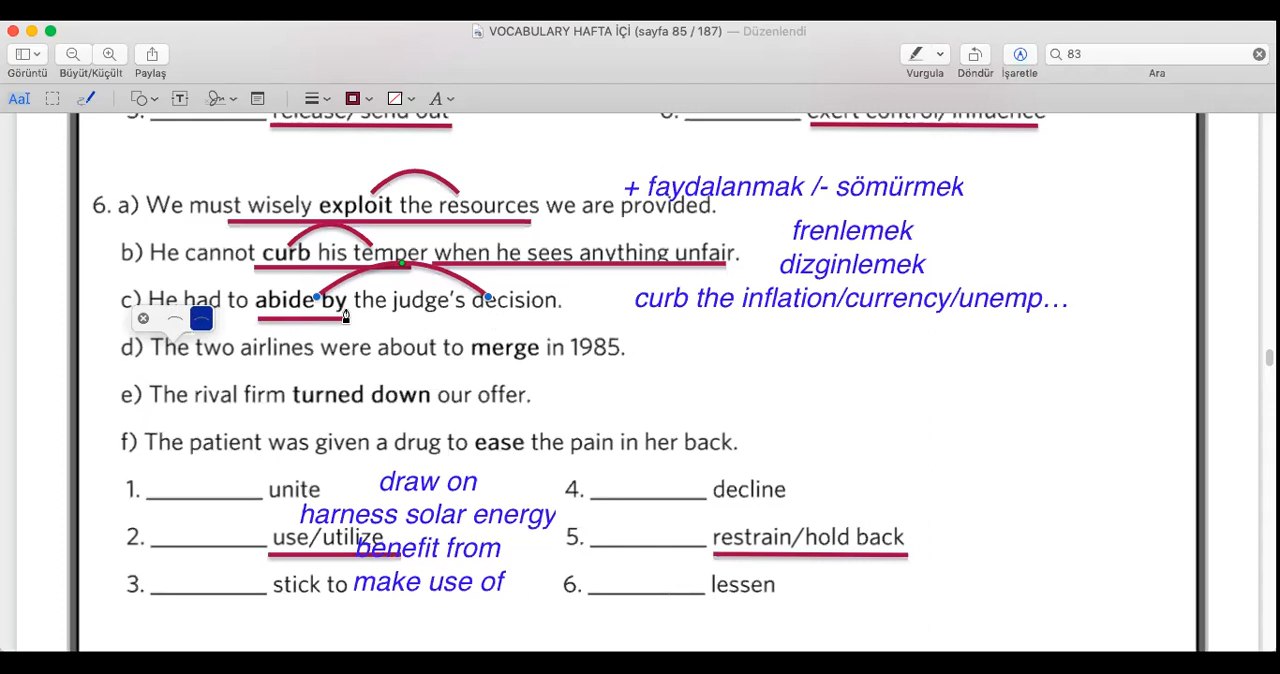 VOCABULARY HAFTA İÇİ (sayfa 85 / 187) — Düzenlendi
83
Görüntü Büyüt/Küçült Paylaş Vurgula Döndür İşaretle Ara
AaI T A
5. __________ release/ send out 6. __________ exert control/ influence
+ faydalanmak /- sömürmek
6. a) We must wisely exploit the resources we are provided.
frenlemek
b) He cannot curb his temper when he sees anything unfair.
dizginlemek
c) He had to abide by the judge's decision.
curb the inflation/currency/unemp…
d) The two airlines were about to merge in 1985.
e) The rival firm turned down our offer.
f) The patient was given a drug to ease the pain in her back.
1. __________ unite draw on 4. __________ decline
harness solar energy
2. __________ use/utilize 5. __________ restrain/hold back
benefit from
3. __________ stick to make use of 6. __________ lessen